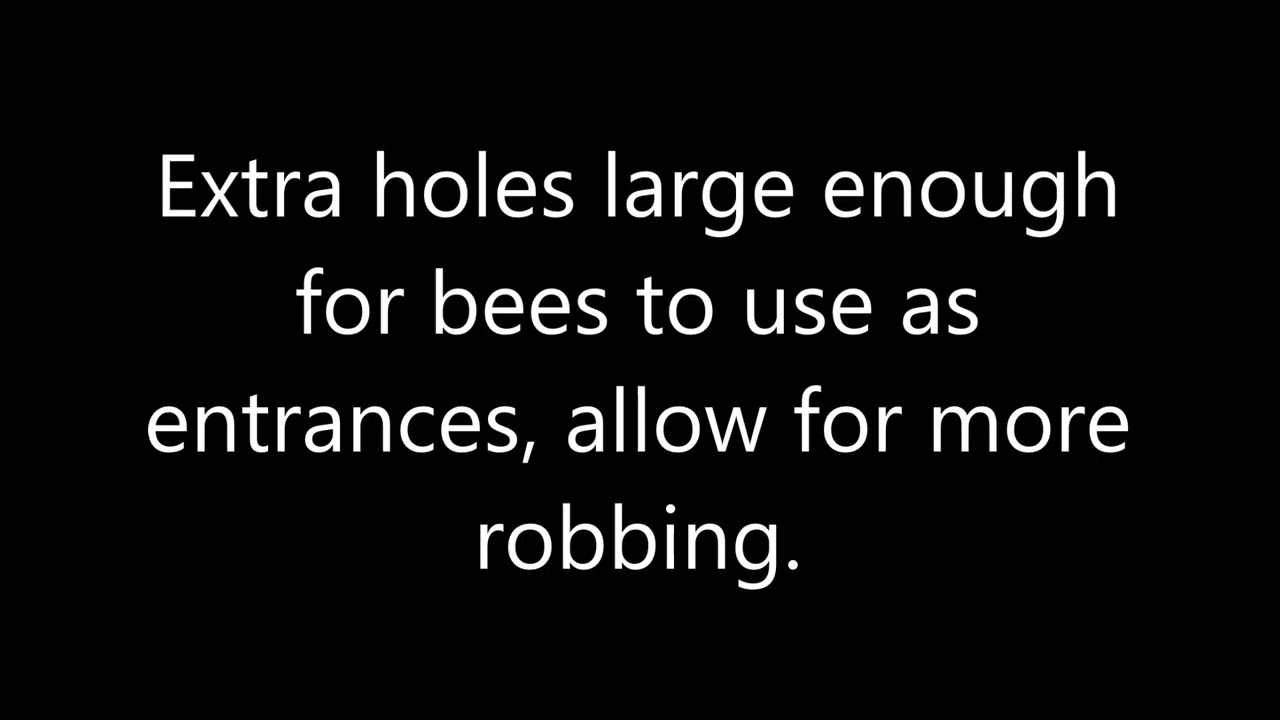 Extra holes large enough
for bees to use as
entrances, allow for more
robbing.